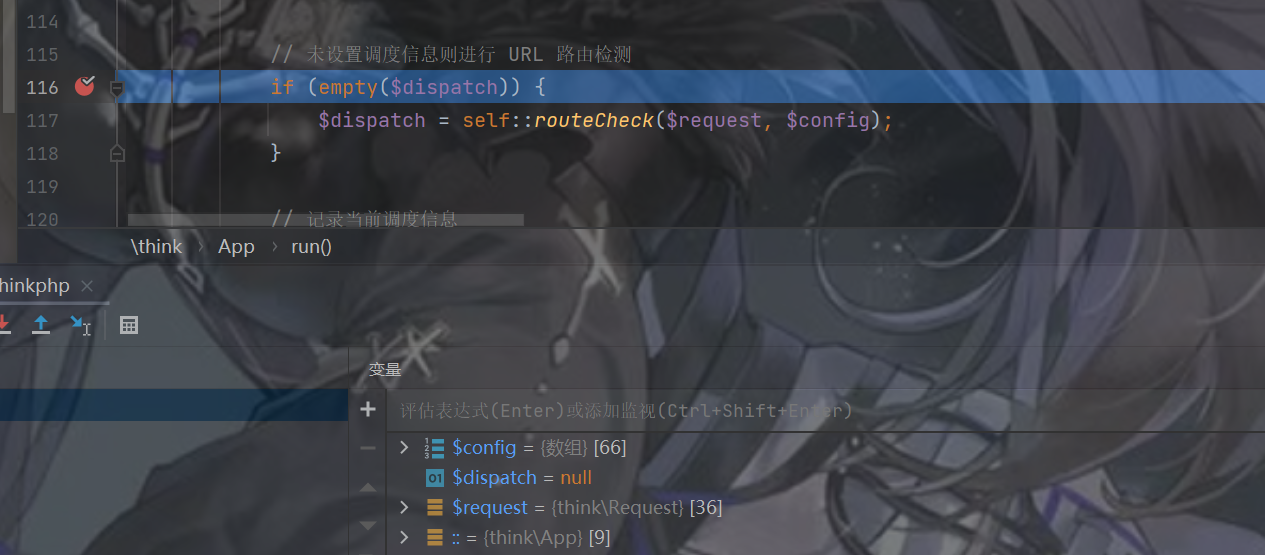 114
115 // 未设置调度信息则进行 URL 路由检测
116 if (empty($dispatch)) {
117 $dispatch = self::routeCheck($request, $config);
118 }
119
120 // 记录当前调度信息
\think › App › run()
hinkphp ×
变量
评估表达式(Enter)或添加监视(Ctrl+Shift+Enter)
$config = {数组} [66]
$dispatch = null
$request = {think\Request} [36]
:: = {think\App} [9]